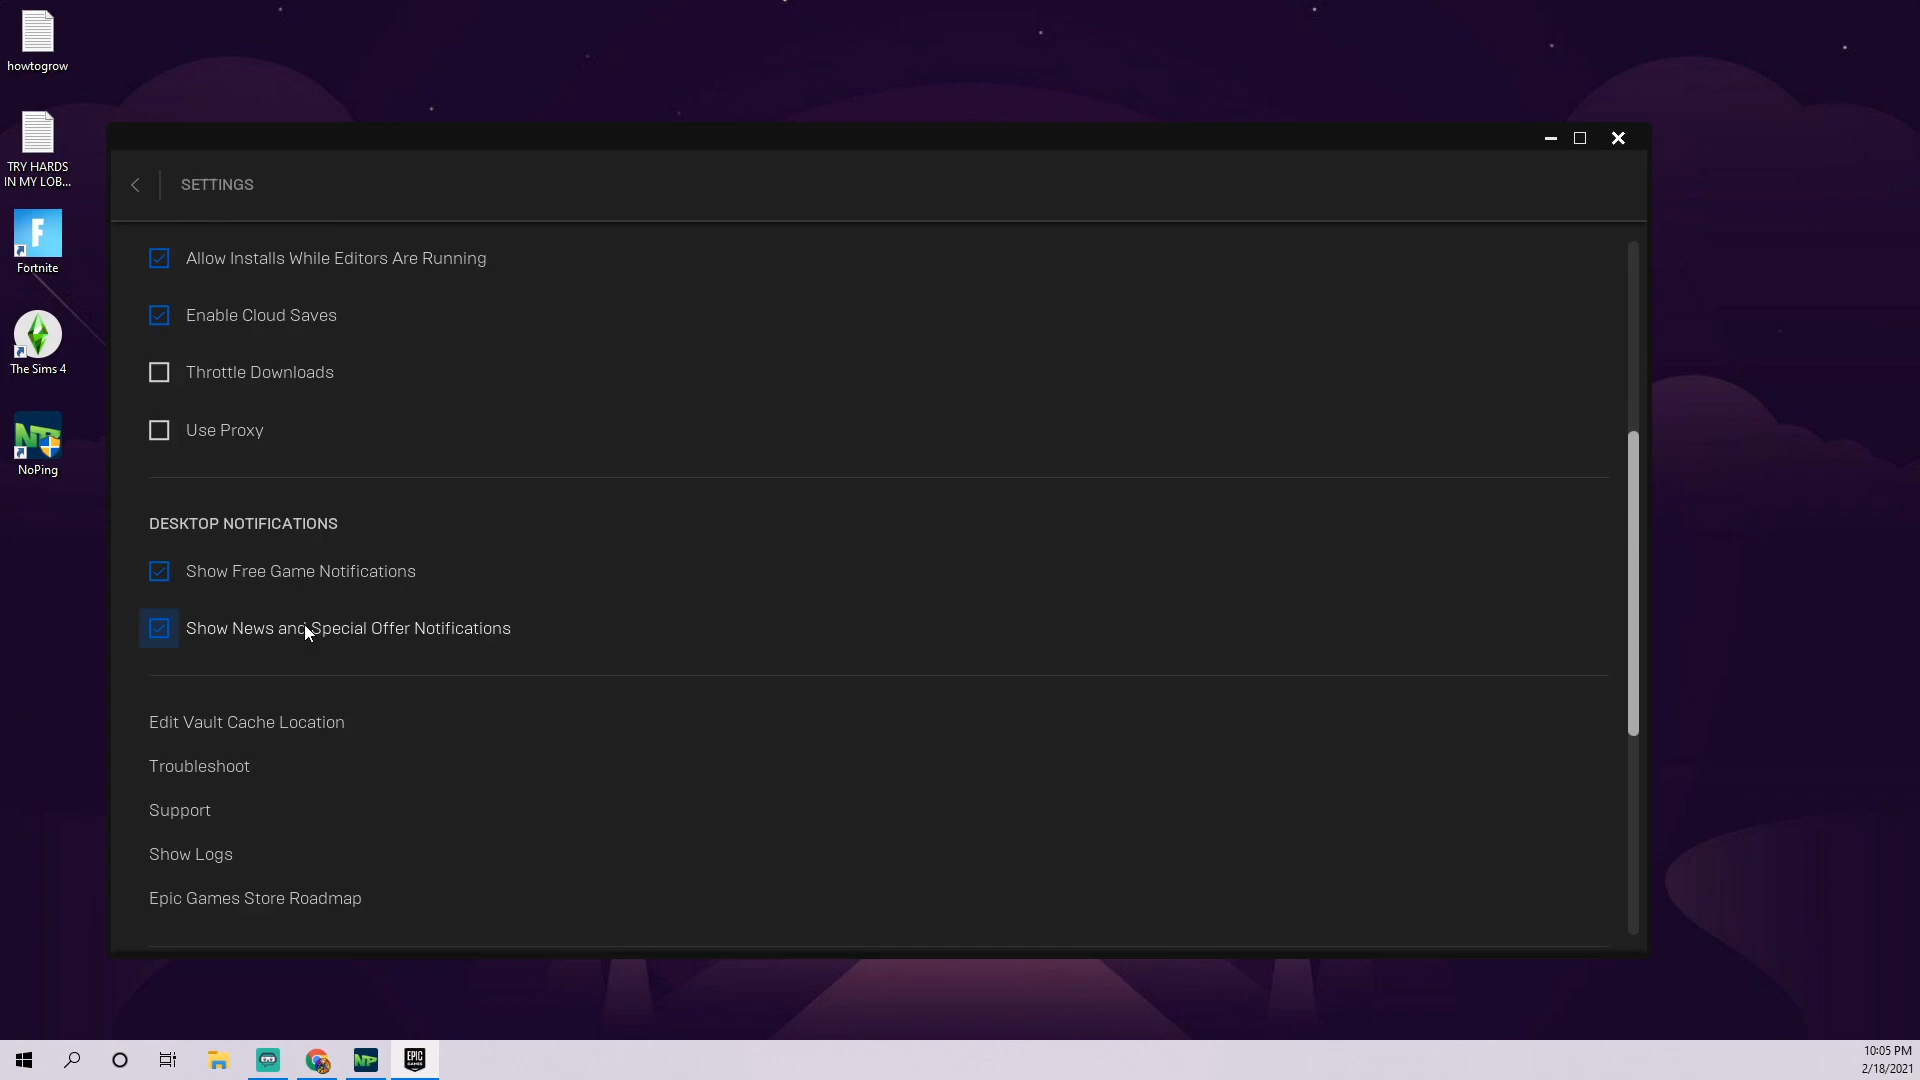 howtogrow
TRY HARDS
IN MY LOB...
Fortnite
The Sims 4
NoPing
SETTINGS
Allow Installs While Editors Are Running
Enable Cloud Saves
Throttle Downloads
Use Proxy
DESKTOP NOTIFICATIONS
Show Free Game Notifications
Show News and Special Offer Notifications
Edit Vault Cache Location
Troubleshoot
Support
Show Logs
Epic Games Store Roadmap
EPIC
GAMES
10:05 PM
2/18/2021